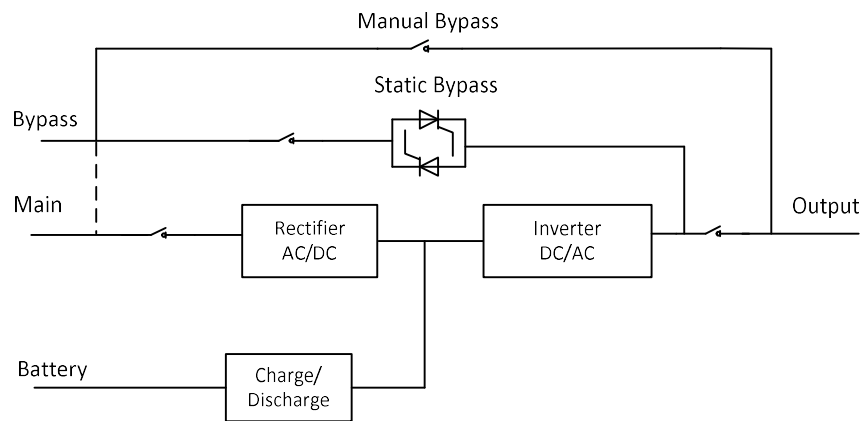 Manual Bypass
Static Bypass
Bypass
Main
Rectifier
AC/DC
Inverter
DC/AC
Output
Battery
Charge/
Discharge